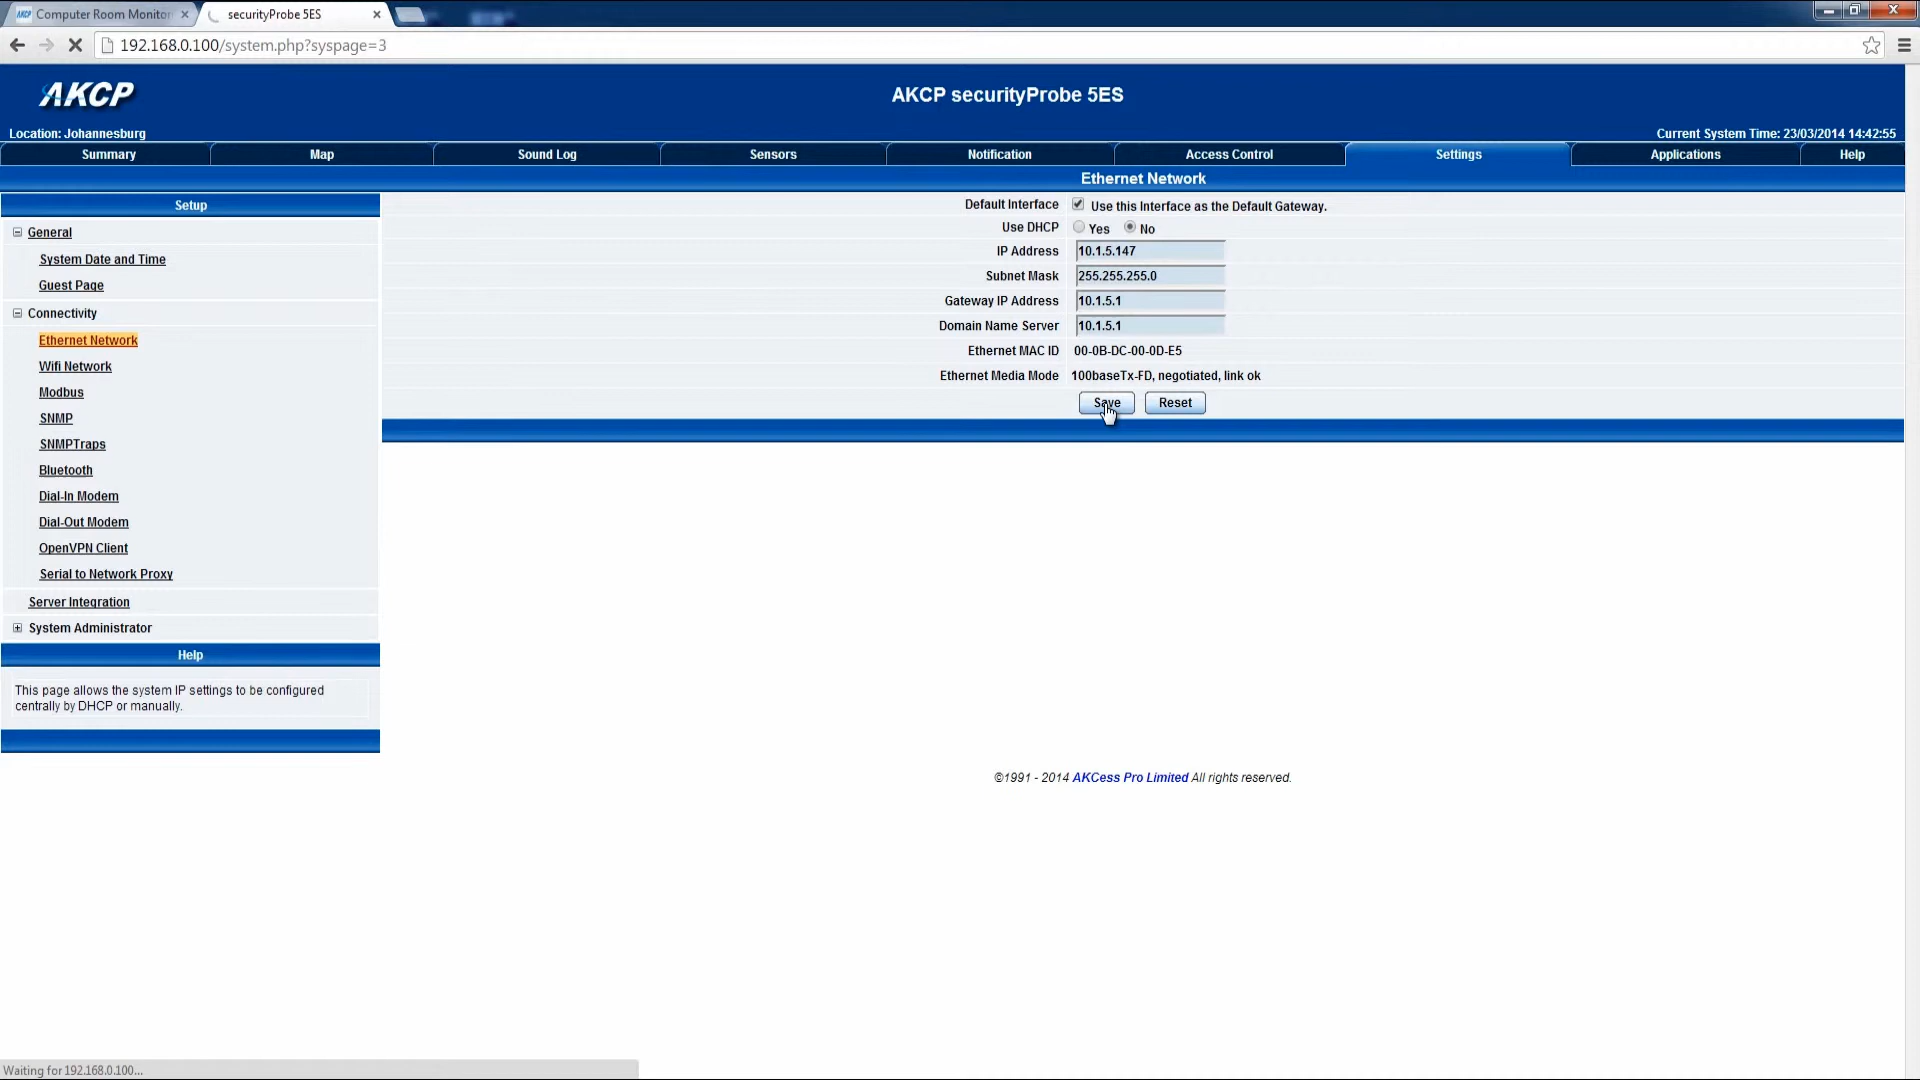 AKCP Computer Room Monitor
securityProbe 5ES
192.168.0.100/system.php?syspage=3
AKCP
AKCP securityProbe 5ES
Location: Johannesburg
Current System Time: 23/03/2014 14:42:55
Summary Map Sound Log Sensors Notification Access Control Settings Applications Help
Ethernet Network
Setup
General
System Date and Time
Guest Page
Connectivity
Ethernet Network
Wifi Network
Modbus
SNMP
SNMPTraps
Bluetooth
Dial-In Modem
Dial-Out Modem
OpenVPN Client
Serial to Network Proxy
Server Integration
System Administrator
Help
This page allows the system IP settings to be configured
centrally by DHCP or manually.
Default Interface Use this Interface as the Default Gateway.
Use DHCP Yes No
IP Address 10.1.5.147
Subnet Mask 255.255.255.0
Gateway IP Address 10.1.5.1
Domain Name Server 10.1.5.1
Ethernet MAC ID 00-0B-DC-00-0D-E5
Ethernet Media Mode 100baseTx-FD, negotiated, link ok
Save Reset
©1991 - 2014 AKCess Pro Limited All rights reserved.
Waiting for 192.168.0.100...